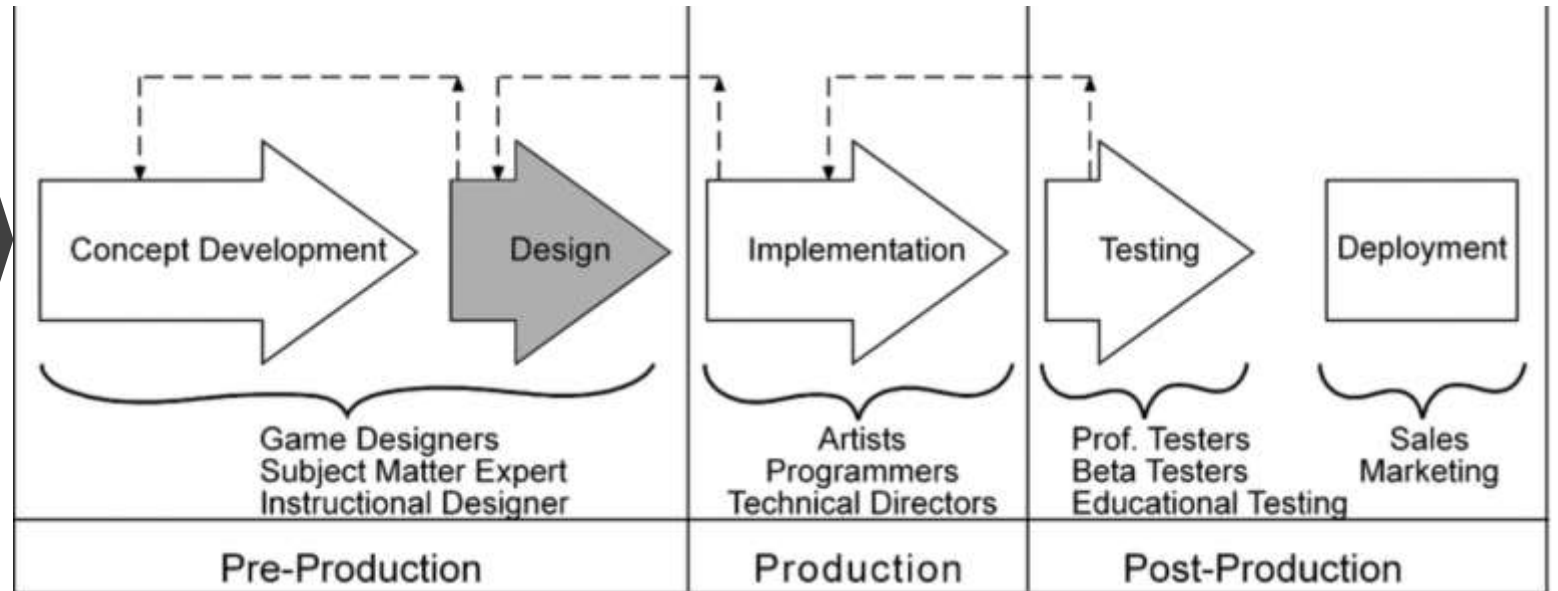 Concept Development
Design
Implementation
Testing
Deployment
Game Designers
Subject Matter Expert
Instructional Designer
Artists
Programmers
Technical Directors
Prof. Testers
Beta Testers
Educational Testing
Sales
Marketing
Pre-Production
Production
Post-Production